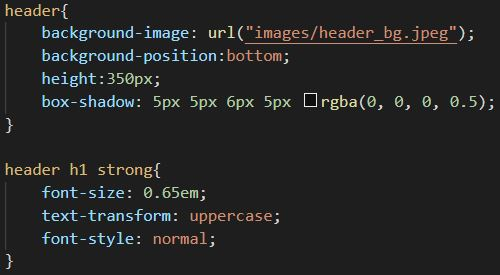 header{
    background-image: url("images/header_bg.jpeg");
    background-position:bottom;
    height:350px;
    box-shadow: 5px 5px 6px 5px rgba(0, 0, 0, 0.5);
}
header h1 strong{
    font-size: 0.65em;
    text-transform: uppercase;
    font-style: normal;
}